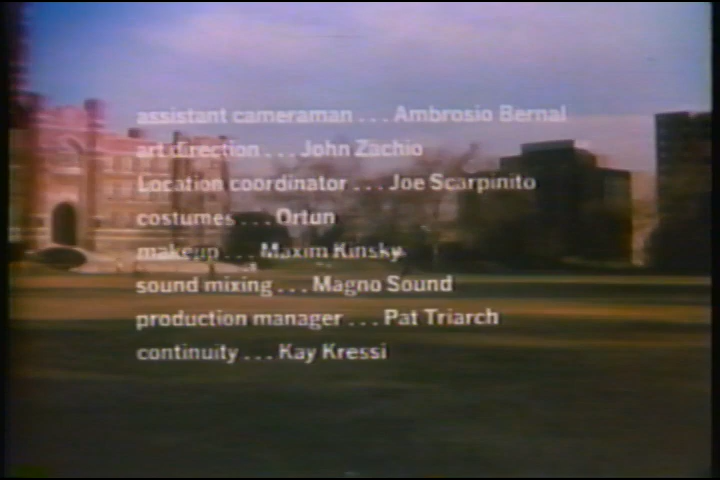 assistant cameraman . . . Ambrosio Bernal
art direction . . . John Zachio
Location coordinator . . . Joe Scarpinito
costumes . . . Ortun
makeup . . . Maxim Kinsky
sound mixing . . . Magno Sound
production manager . . . Pat Triarch
continuity . . . Kay Kressi